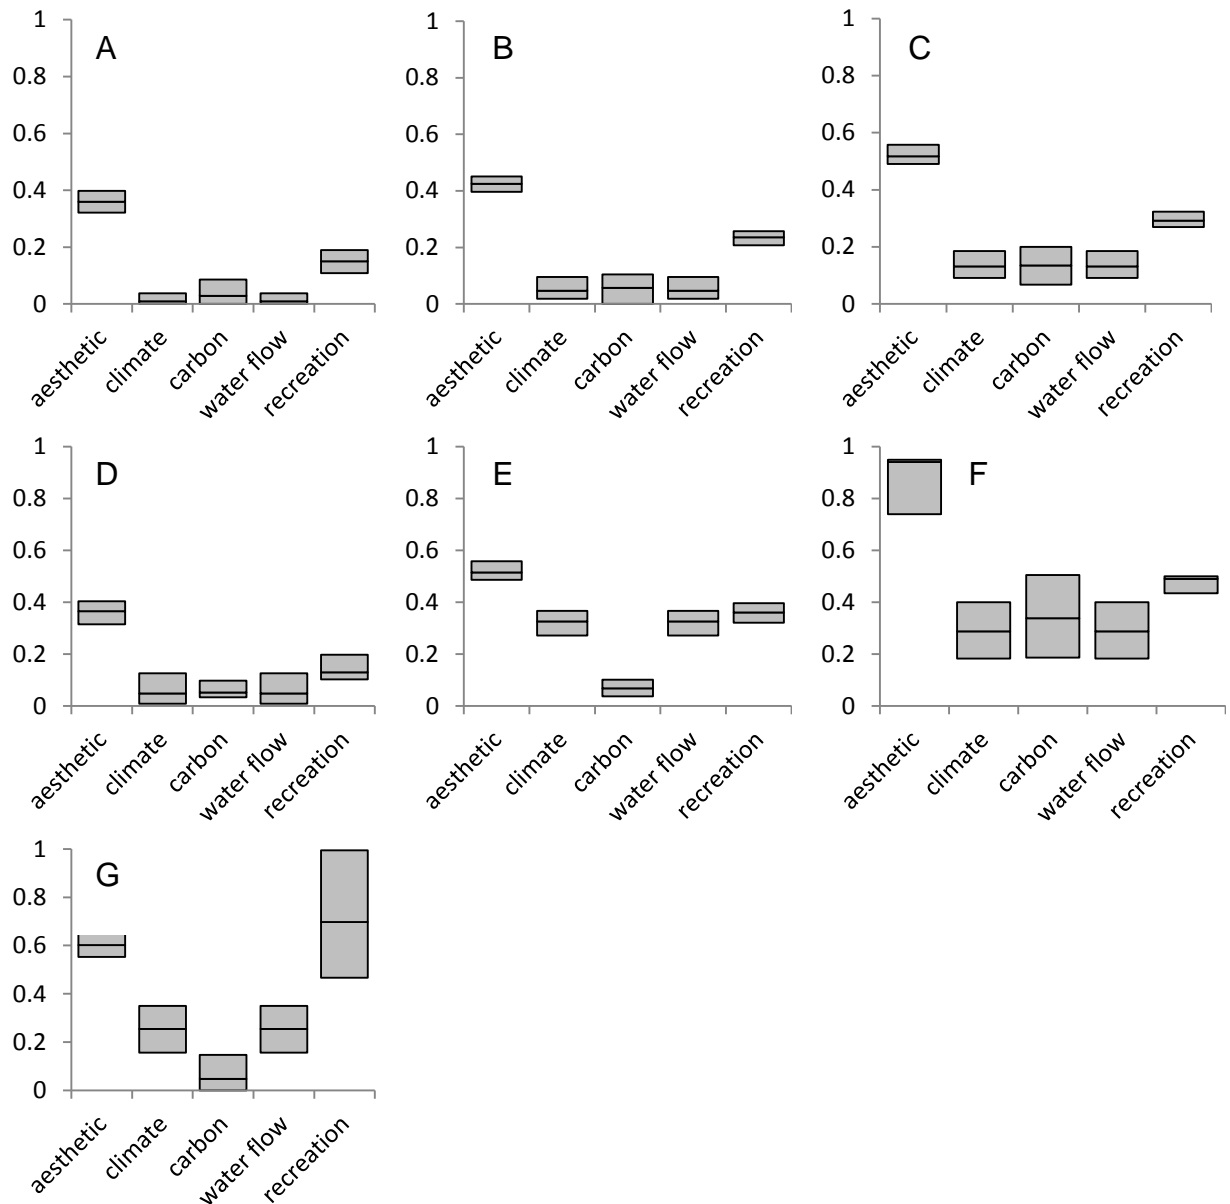 A
1
0.8
0.6
0.4
0.2
0
aesthetic
climate
carbon
water flow
recreation
B
1
0.8
0.6
0.4
0.2
0
aesthetic
climate
carbon
water flow
recreation
C
1
0.8
0.6
0.4
0.2
0
aesthetic
climate
carbon
water flow
recreation
D
1
0.8
0.6
0.4
0.2
0
aesthetic
climate
carbon
water flow
recreation
E
1
0.8
0.6
0.4
0.2
0
aesthetic
climate
carbon
water flow
recreation
F
1
0.8
0.6
0.4
0.2
0
aesthetic
climate
carbon
water flow
recreation
G
1
0.8
0.6
0.4
0.2
0
aesthetic
climate
carbon
water flow
recreation